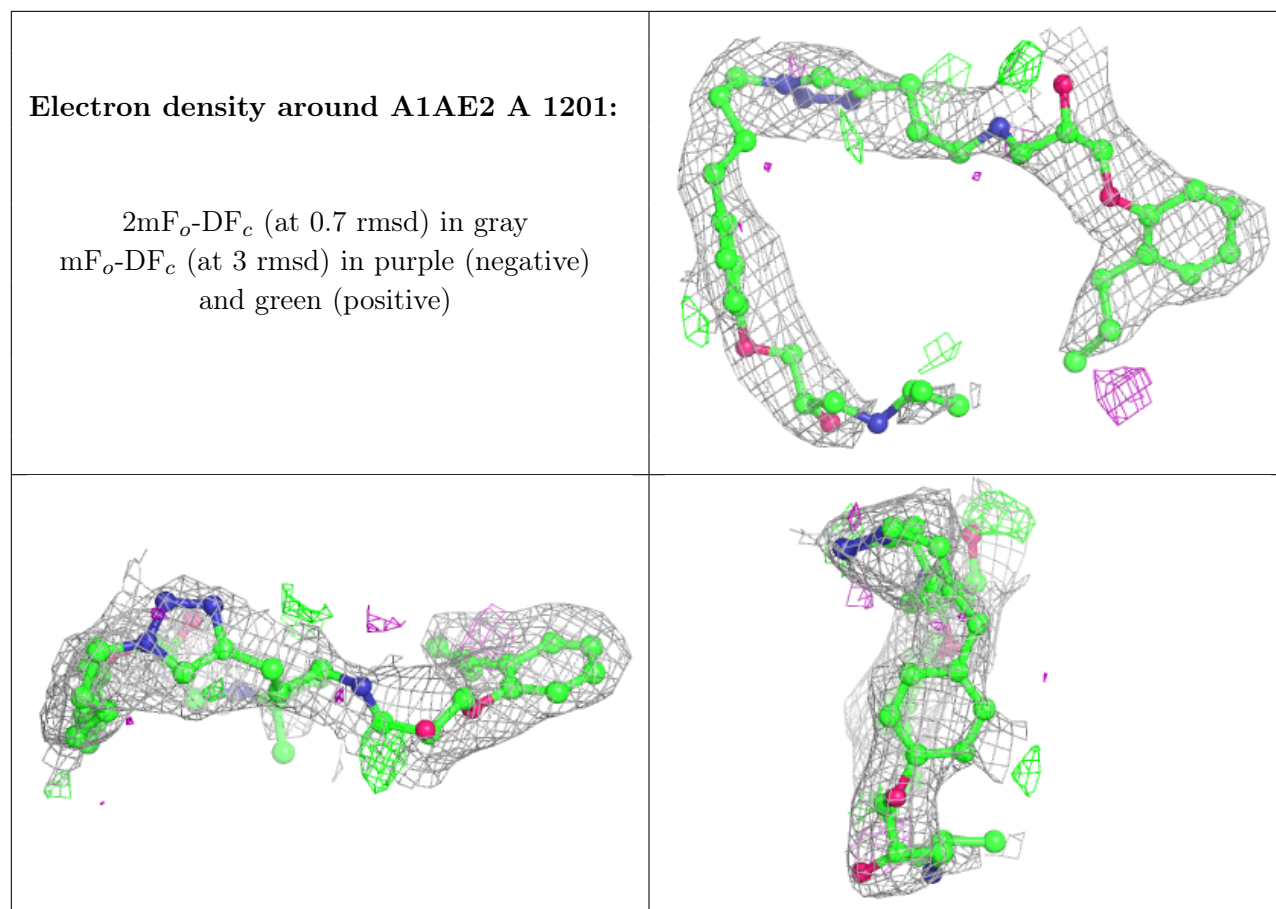 Electron density around A1AE2 A 1201:
2mFₒ-DF𝒸 (at 0.7 rmsd) in gray
mFₒ-DF𝒸 (at 3 rmsd) in purple (negative)
and green (positive)